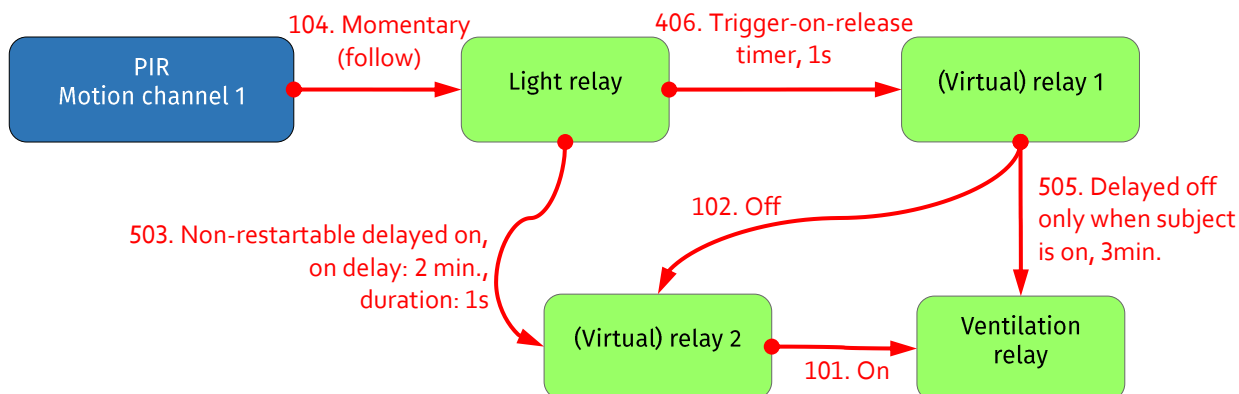 104. Momentary
(follow)
406. Trigger-on-release
timer, 1s
PIR
Motion channel 1
Light relay
(Virtual) relay 1
503. Non-restartable delayed on,
on delay: 2 min.,
duration: 1s
102. Off
505. Delayed off
only when subject
is on, 3min.
(Virtual) relay 2
101. On
Ventilation
relay